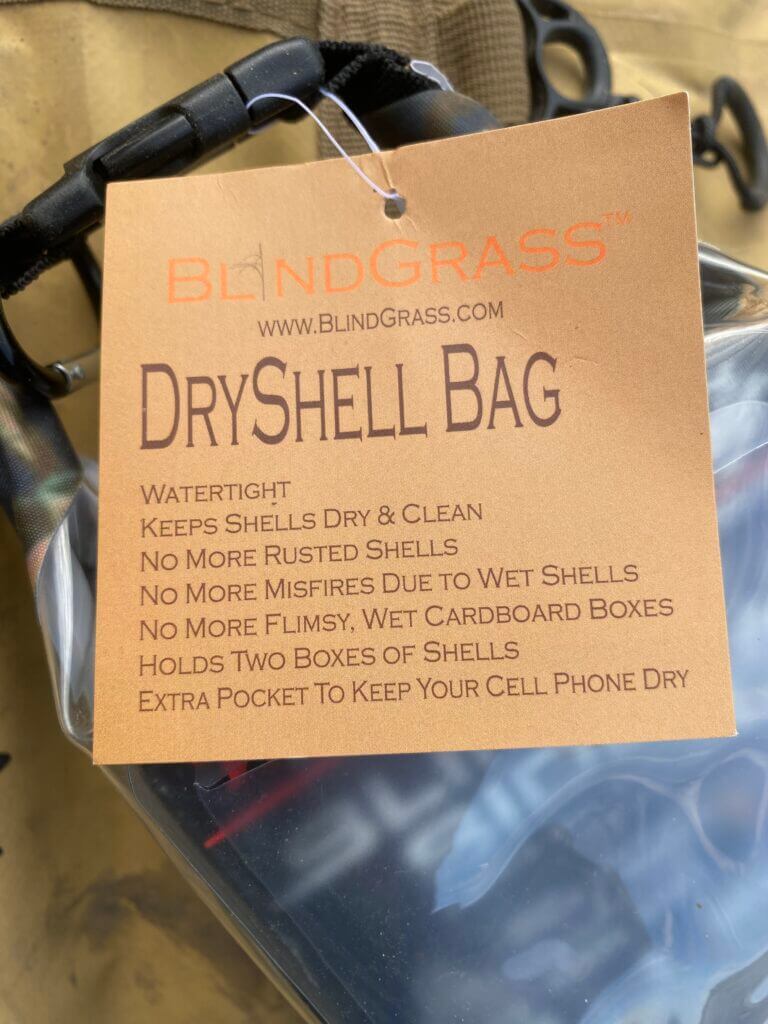 BLINDGRASS™
WWW.BLINDGRASS.COM
DRYSHELL BAG
WATERTIGHT
KEEPS SHELLS DRY & CLEAN
NO MORE RUSTED SHELLS
NO MORE MISFIRES DUE TO WET SHELLS
NO MORE FLIMSY, WET CARDBOARD BOXES
HOLDS TWO BOXES OF SHELLS
EXTRA POCKET TO KEEP YOUR CELL PHONE DRY